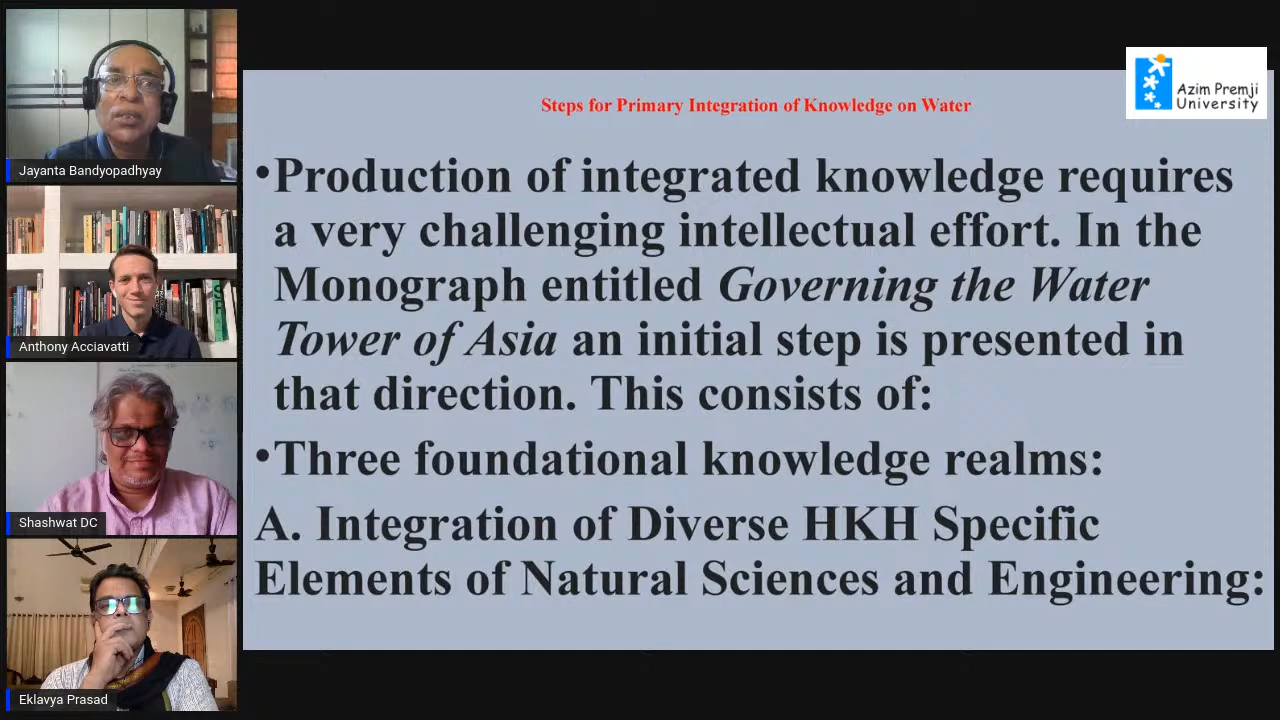 Jayanta Bandyopadhyay
Anthony Acciavatti
Shashwat DC
Eklavya Prasad
Azim Premji
University
Steps for Primary Integration of Knowledge on Water
•Production of integrated knowledge requires
a very challenging intellectual effort. In the
Monograph entitled Governing the Water
Tower of Asia an initial step is presented in
that direction. This consists of:
•Three foundational knowledge realms:
A. Integration of Diverse HKH Specific
Elements of Natural Sciences and Engineering: